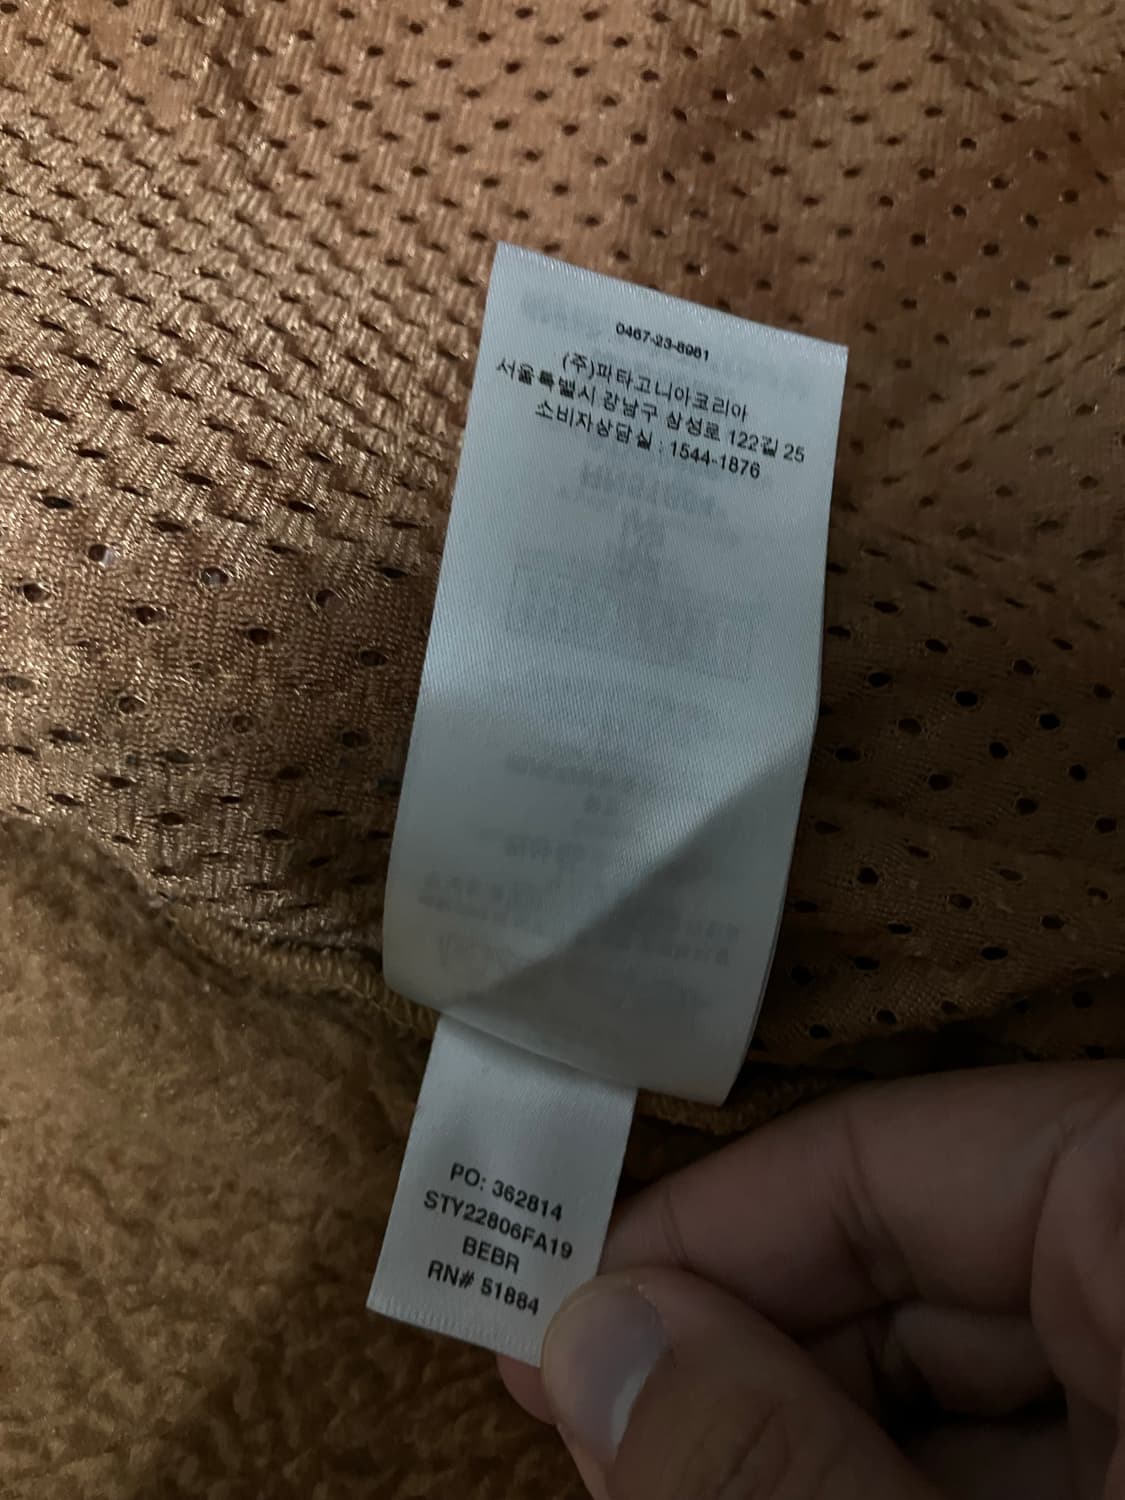 0467-23-8961
(주)파타고니아코리아
서울특별시 강남구 삼성로 122길 25
소비자상담실 : 1544-1876
PO: 362814
STY22806FA19
BEBR
RN# 51884